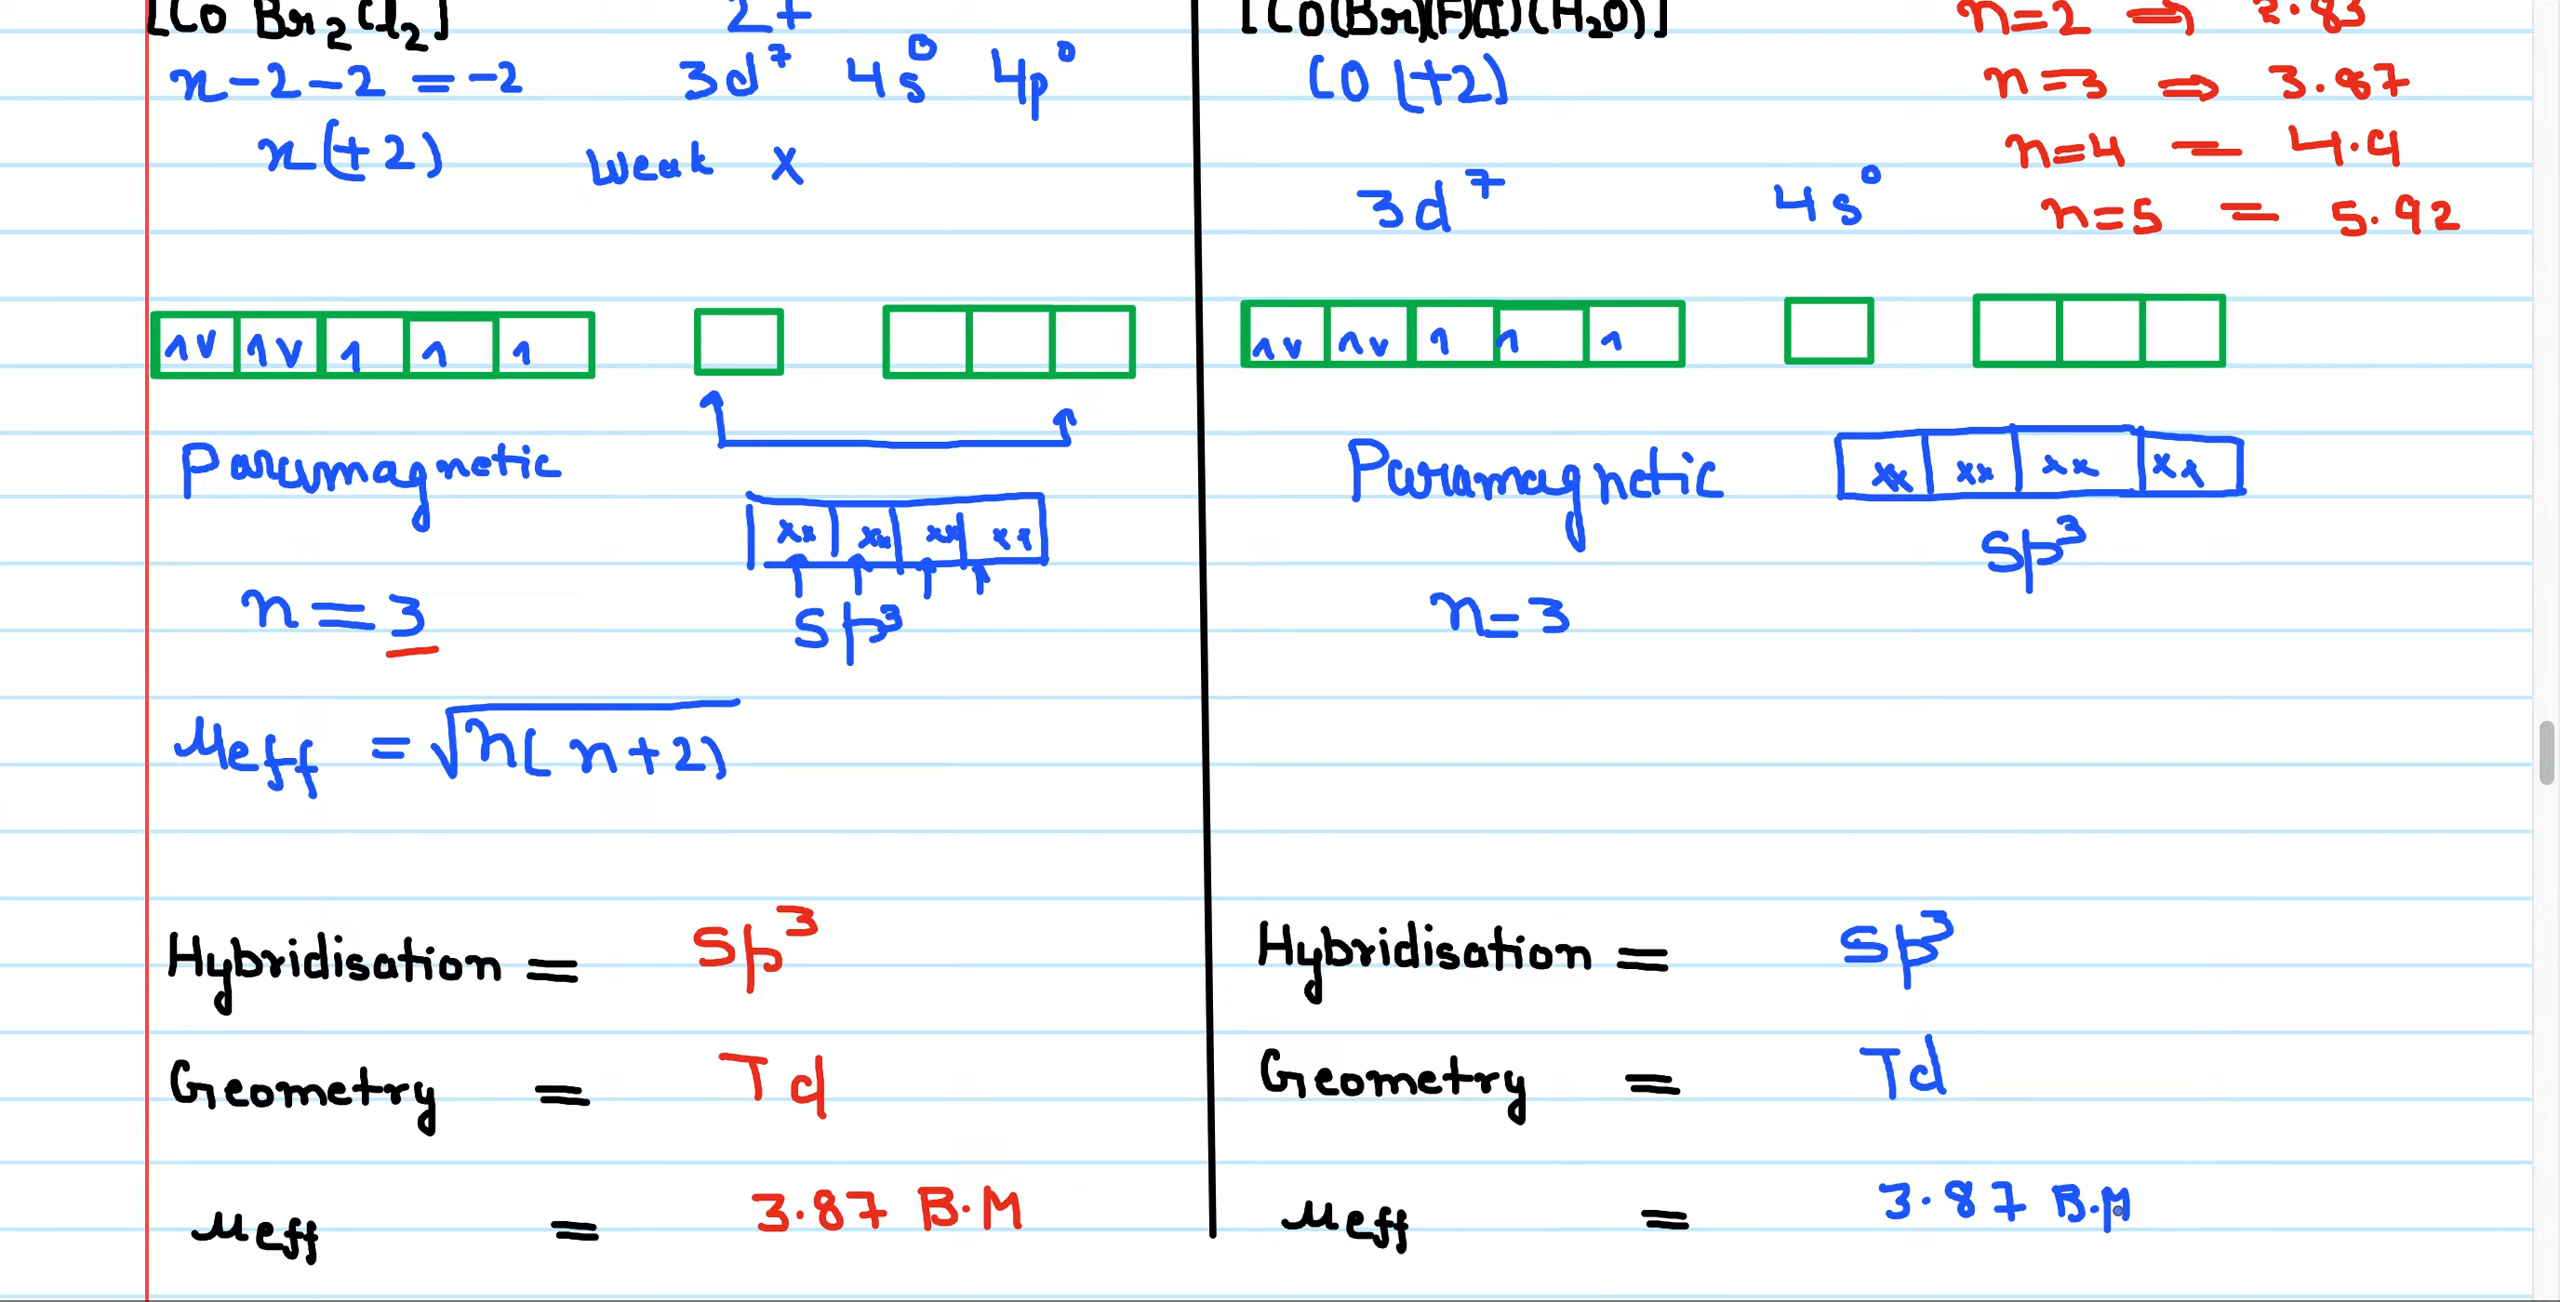 [Co Br₂Cl₂]
2+
x-2-2 = -2
3d⁷ 4s⁰ 4p⁰
x(+2)
Weak x
1v 1v 1 1 1
Paramagnetic
xx xx xx xx
sp³
n = 3
μeff = √n(n+2)
Hybridisation = sp³
Geometry = Td
μeff = 3.87 B.M
[Co(Br)(F)(I)(H₂O)]
CO (+2)
3d⁷ 4s⁰
n=2 ⇒ 2.83
n=3 ⇒ 3.87
n=4 = 4.9
n=5 = 5.92
1v 1v 1 1 1
Paramagnetic
xx xx xx xx
sp³
n=3
Hybridisation = sp³
Geometry = Td
μeff = 3.87 B.M